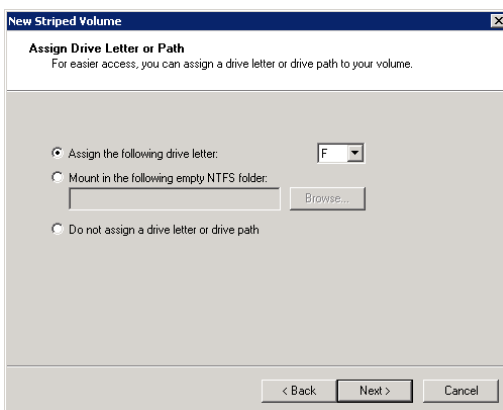 New Striped Volume
Assign Drive Letter or Path
For easier access, you can assign a drive letter or drive path to your volume.
Assign the following drive letter: F
Mount in the following empty NTFS folder:
Browse...
Do not assign a drive letter or drive path
< Back Next > Cancel